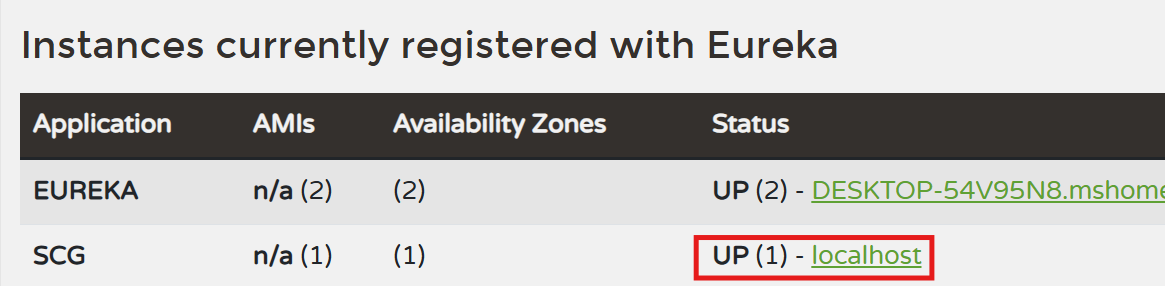 Instances currently registered with Eureka
Application AMIs Availability Zones Status
EUREKA n/a (2) (2) UP (2) - DESKTOP-54V95N8.mshome
SCG n/a (1) (1) UP (1) - localhost